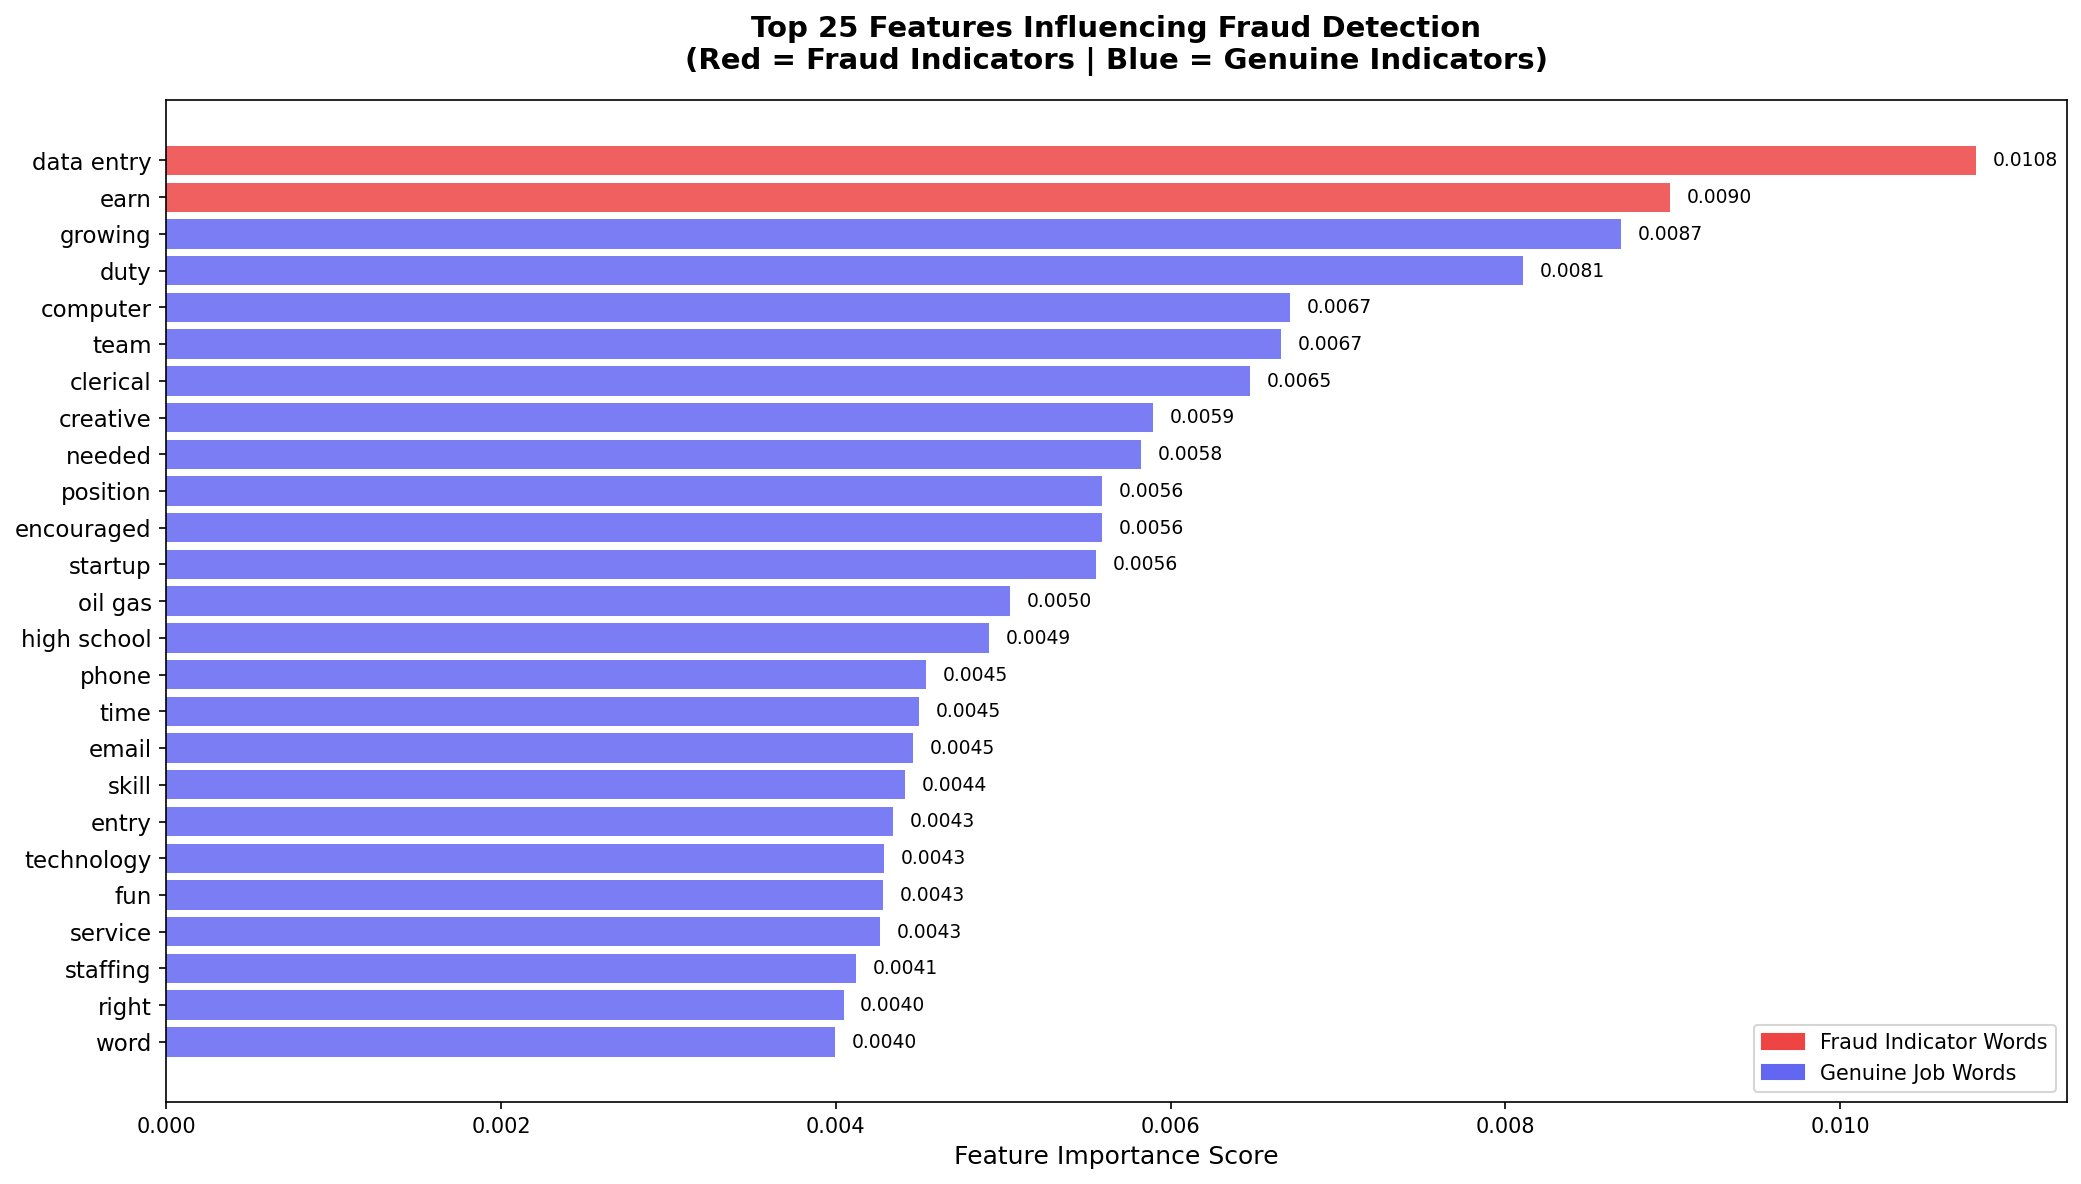 Top 25 Features Influencing Fraud Detection
(Red = Fraud Indicators | Blue = Genuine Indicators)
data entry 0.0108
earn 0.0090
growing 0.0087
duty 0.0081
computer 0.0067
team 0.0067
clerical 0.0065
creative 0.0059
needed 0.0058
position 0.0056
encouraged 0.0056
startup 0.0056
oil gas 0.0050
high school 0.0049
phone 0.0045
time 0.0045
email 0.0045
skill 0.0044
entry 0.0043
technology 0.0043
fun 0.0043
service 0.0043
staffing 0.0041
right 0.0040
word 0.0040
Fraud Indicator Words
Genuine Job Words
0.000 0.002 0.004 0.006 0.008 0.010
Feature Importance Score